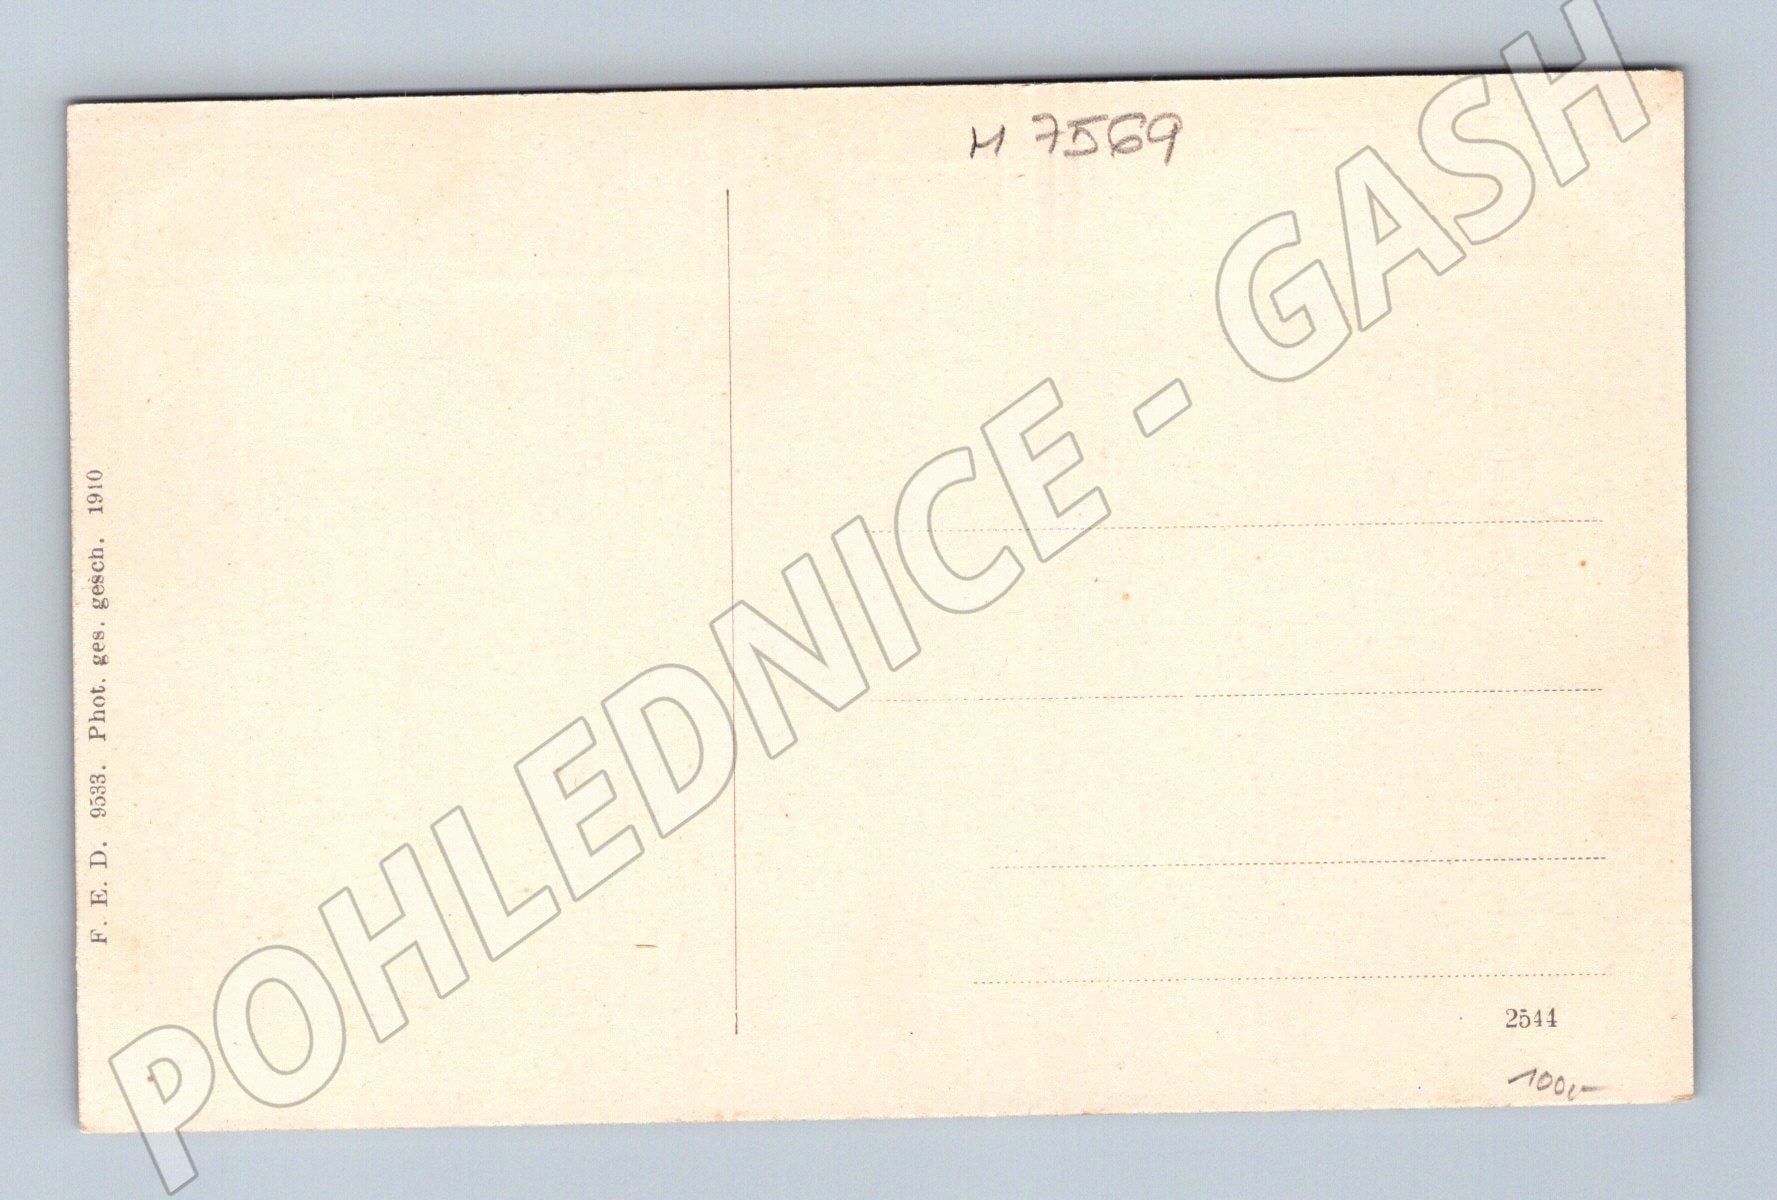 M 7569
F. E. D. 9533. Phot. ges. gesch. 1910
POHLEDNICE - GASH
2544
100,-